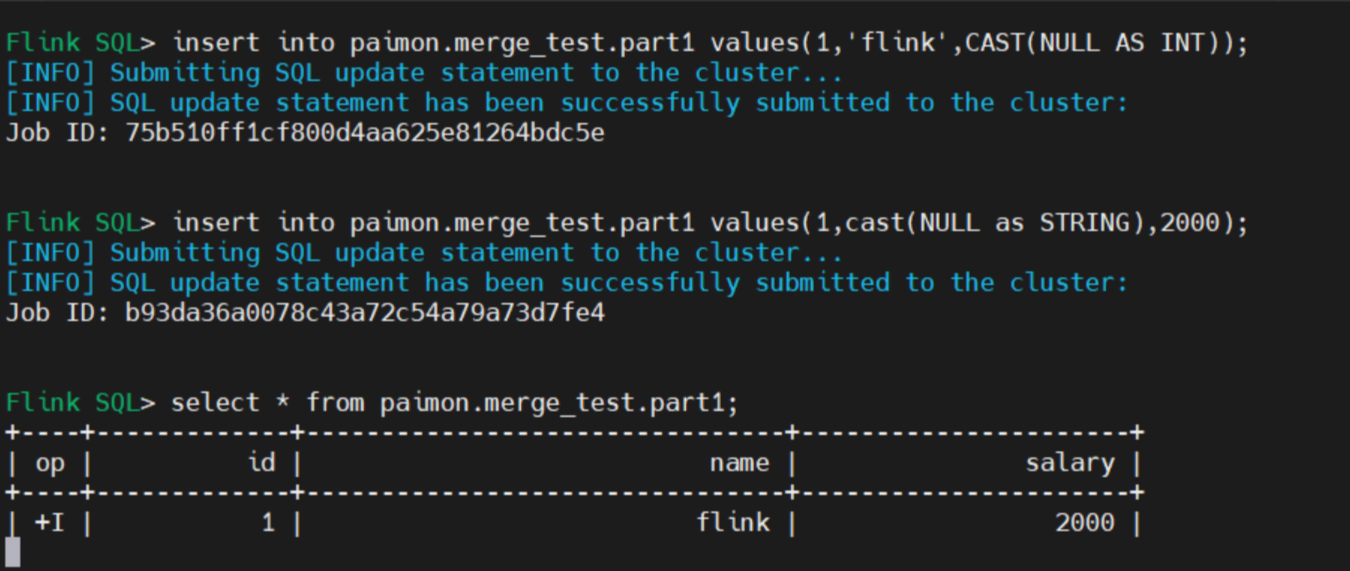 Flink SQL> insert into paimon.merge_test.part1 values(1,'flink',CAST(NULL AS INT));
[INFO] Submitting SQL update statement to the cluster...
[INFO] SQL update statement has been successfully submitted to the cluster:
Job ID: 75b510ff1cf800d4aa625e81264bdc5e
Flink SQL> insert into paimon.merge_test.part1 values(1,cast(NULL as STRING),2000);
[INFO] Submitting SQL update statement to the cluster...
[INFO] SQL update statement has been successfully submitted to the cluster:
Job ID: b93da36a0078c43a72c54a79a73d7fe4
Flink SQL> select * from paimon.merge_test.part1;
+----+-------------+--------------------------------+----------------------+
| op |          id |                           name |               salary |
+----+-------------+--------------------------------+----------------------+
| +I |           1 |                          flink |                 2000 |